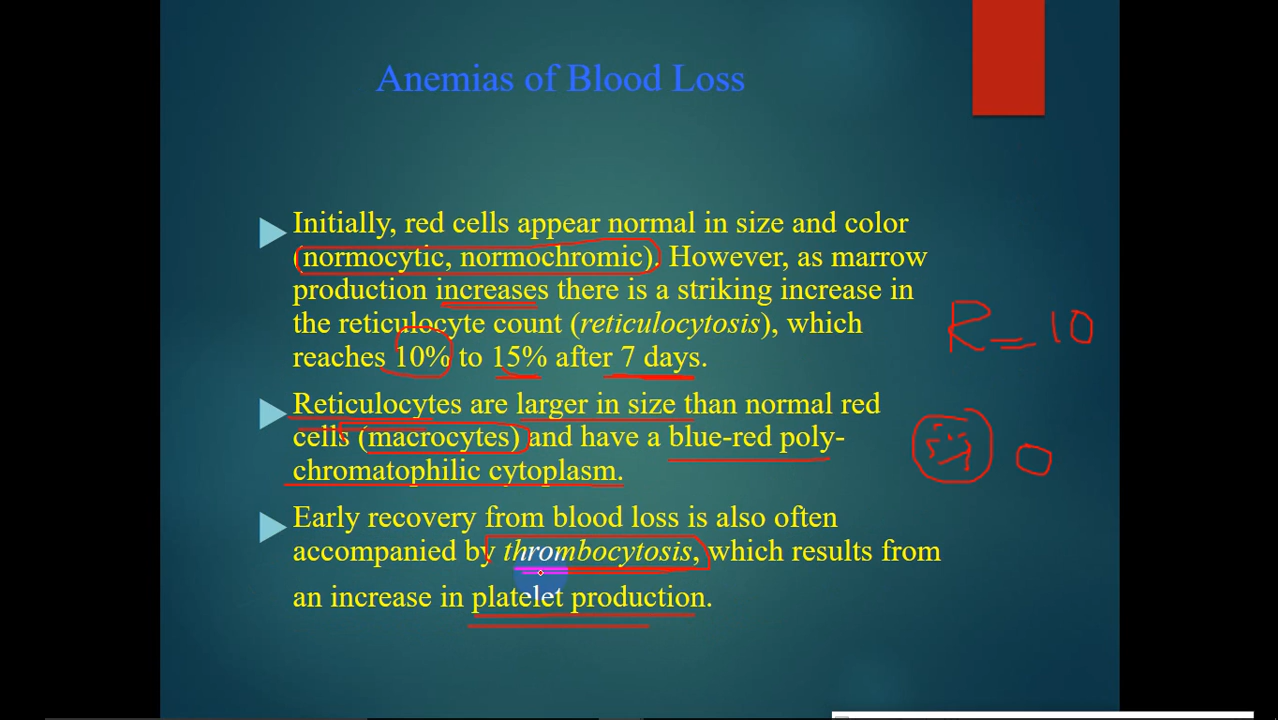 Anemias of Blood Loss
Initially, red cells appear normal in size and color
(normocytic, normochromic). However, as marrow
production increases there is a striking increase in
the reticulocyte count (reticulocytosis), which
reaches 10% to 15% after 7 days.
R = 10
Reticulocytes are larger in size than normal red
cells (macrocytes) and have a blue-red poly-
chromatophilic cytoplasm.
Early recovery from blood loss is also often
accompanied by thrombocytosis, which results from
an increase in platelet production.